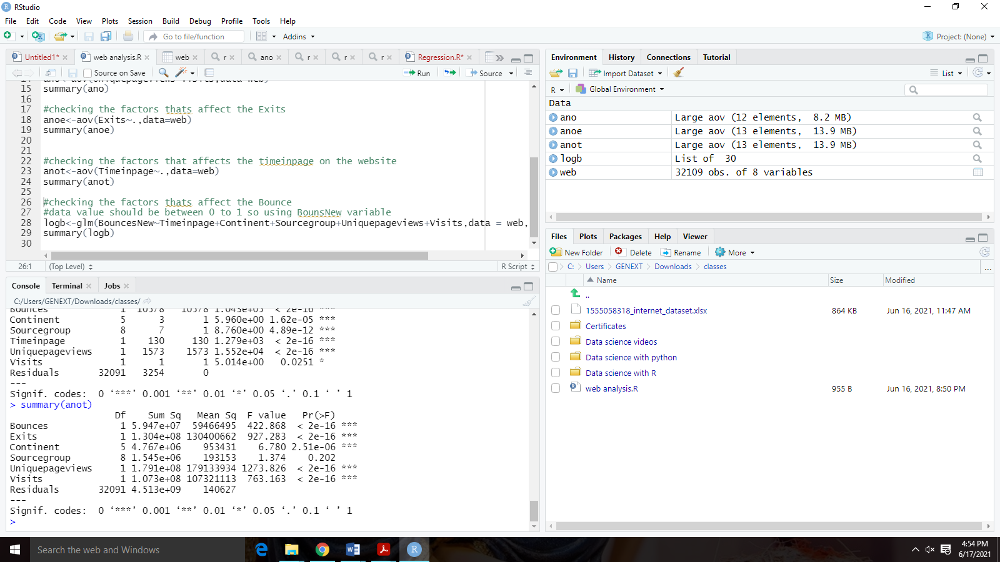 RStudio
File Edit Code View Plots Session Build Debug Profile Tools Help
Go to file/function Addins Project: (None)
Untitled1* web analysis.R web r ano r r r Regression.R*
Source on Save Run Source
15 summary(ano)
16
17 #checking the factors thats affect the Exits
18 anoe<-aov(Exits~.,data=web)
19 summary(anoe)
20
21
22 #checking the factors that affects the timeinpage on the website
23 anot<-aov(Timeinpage~.,data=web)
24 summary(anot)
25
26 #checking the factors thats affect the Bounce
27 #data value should be between 0 to 1 so using BounsNew variable
28 logb<-glm(BouncesNew~Timeinpage+Continent+Sourcegroup+Uniquepageviews+Visits,data = web,
29 summary(logb)
30
26:1 (Top Level) R Script
Console Terminal Jobs
C:/Users/GENEXT/Downloads/classes/
Bounces 1 10578 10578 1.043e+05 < 2e-16 ***
Continent 5 3 1 5.960e+00 1.62e-05 ***
Sourcegroup 8 7 1 8.760e+00 4.89e-12 ***
Timeinpage 1 130 130 1.279e+03 < 2e-16 ***
Uniquepageviews 1 1573 1573 1.552e+04 < 2e-16 ***
Visits 1 1 1 5.014e+00 0.0251 *
Residuals 32091 3254 0
---
Signif. codes: 0 ‘***’ 0.001 ‘**’ 0.01 ‘*’ 0.05 ‘.’ 0.1 ‘ ’ 1
> summary(anot)
Df Sum Sq Mean Sq F value Pr(>F)
Bounces 1 5.947e+07 59466495 422.868 < 2e-16 ***
Exits 1 1.304e+08 130400662 927.283 < 2e-16 ***
Continent 5 4.767e+06 953431 6.780 2.51e-06 ***
Sourcegroup 8 1.545e+06 193153 1.374 0.202
Uniquepageviews 1 1.791e+08 179133934 1273.826 < 2e-16 ***
Visits 1 1.073e+08 107321113 763.163 < 2e-16 ***
Residuals 32091 4.513e+09 140627
---
Signif. codes: 0 ‘***’ 0.001 ‘**’ 0.01 ‘*’ 0.05 ‘.’ 0.1 ‘ ’ 1
>
Environment History Connections Tutorial
Import Dataset List
R Global Environment
Data
ano Large aov (12 elements, 8.2 MB)
anoe Large aov (13 elements, 13.9 MB)
anot Large aov (13 elements, 13.9 MB)
logb List of 30
web 32109 obs. of 8 variables
Files Plots Packages Help Viewer
New Folder Delete Rename More
C: Users GENEXT Downloads classes ...
Name Size Modified
..
1555058318_internet_dataset.xlsx 864 KB Jun 16, 2021, 11:47 AM
Certificates
Data science videos
Data science with python
Data science with R
web analysis.R 955 B Jun 16, 2021, 8:50 PM
Search the web and Windows
4:54 PM
6/17/2021